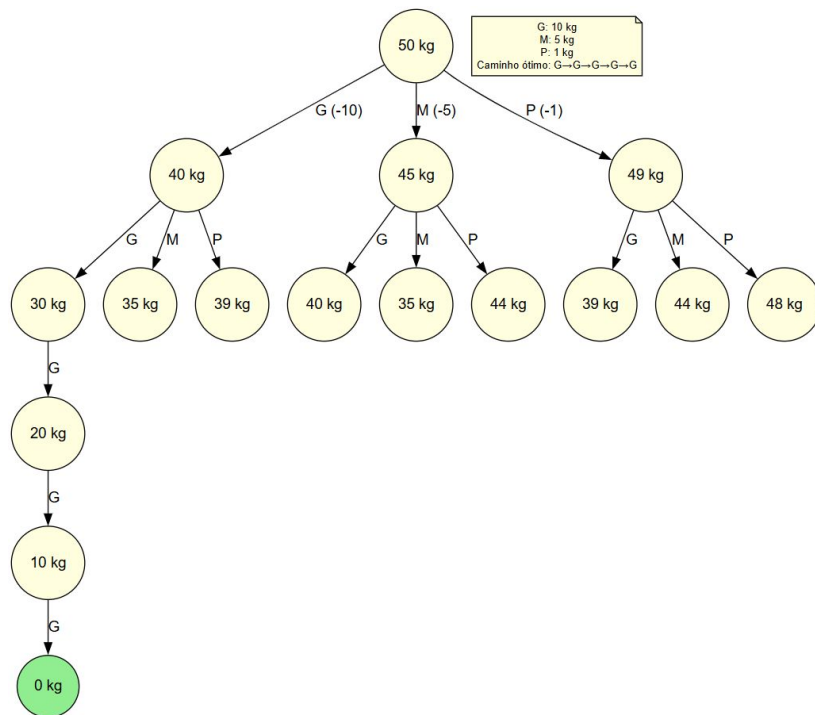 50 kg
G: 10 kg
M: 5 kg
P: 1 kg
Caminho ótimo: G→G→G→G→G
G (-10)
M (-5)
P (-1)
40 kg
45 kg
49 kg
G
M
P
G
M
P
G
M
P
30 kg
35 kg
39 kg
40 kg
35 kg
44 kg
39 kg
44 kg
48 kg
G
20 kg
G
10 kg
G
0 kg